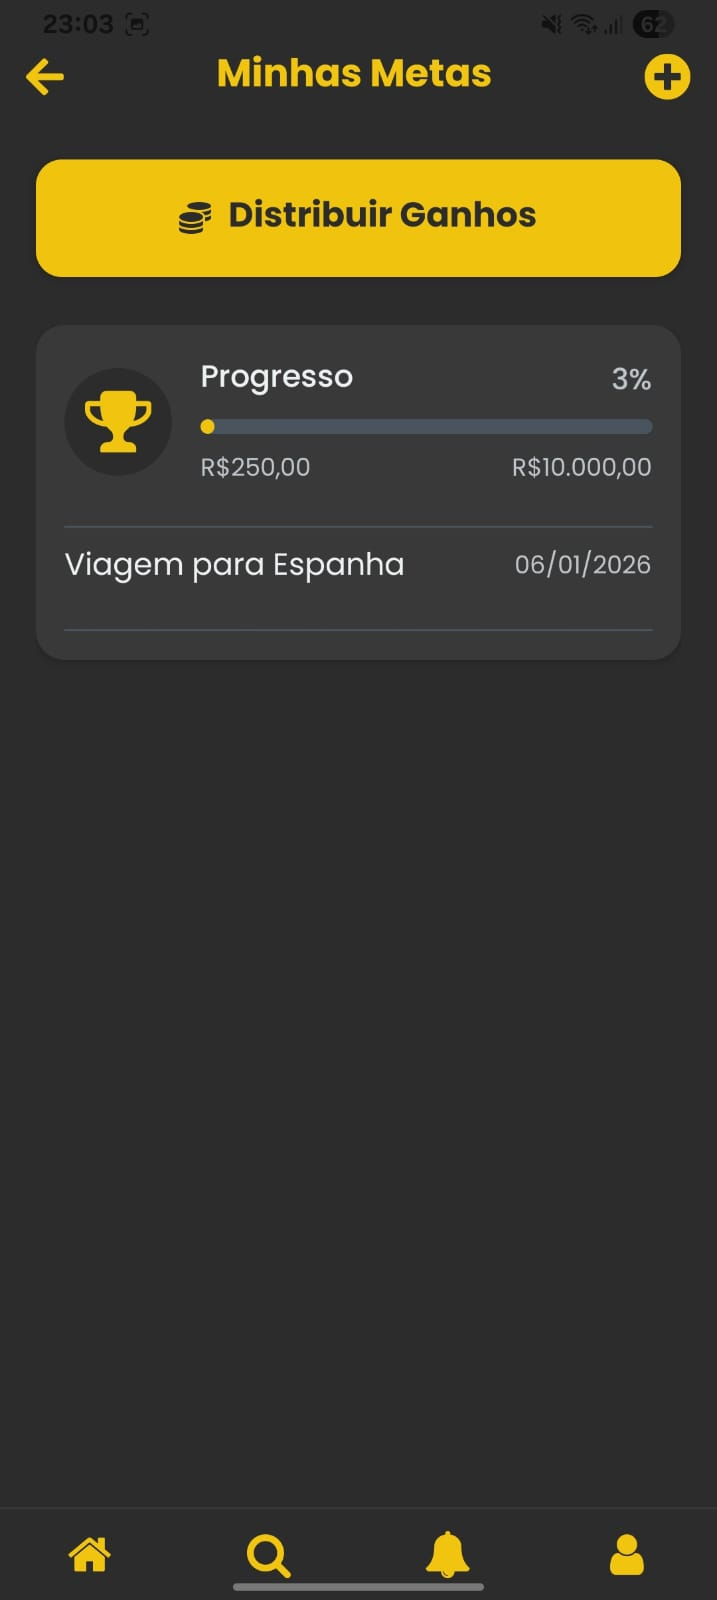 23:03
62
Minhas Metas
Distribuir Ganhos
Progresso 3%
R$250,00 R$10.000,00
Viagem para Espanha 06/01/2026